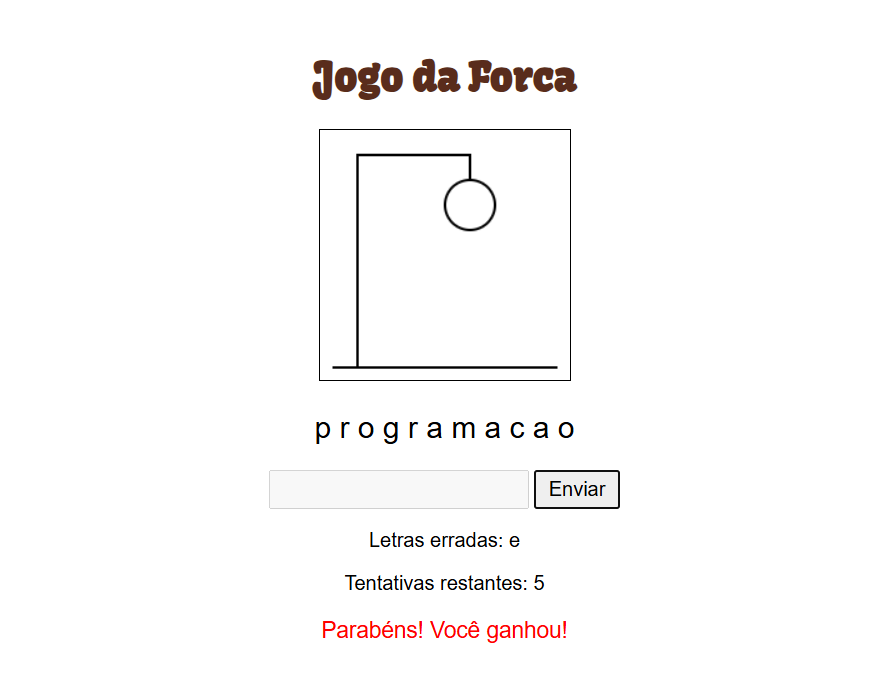 Jogo da Forca
p r o g r a m a c a o
Enviar
Letras erradas: e
Tentativas restantes: 5
Parabéns! Você ganhou!